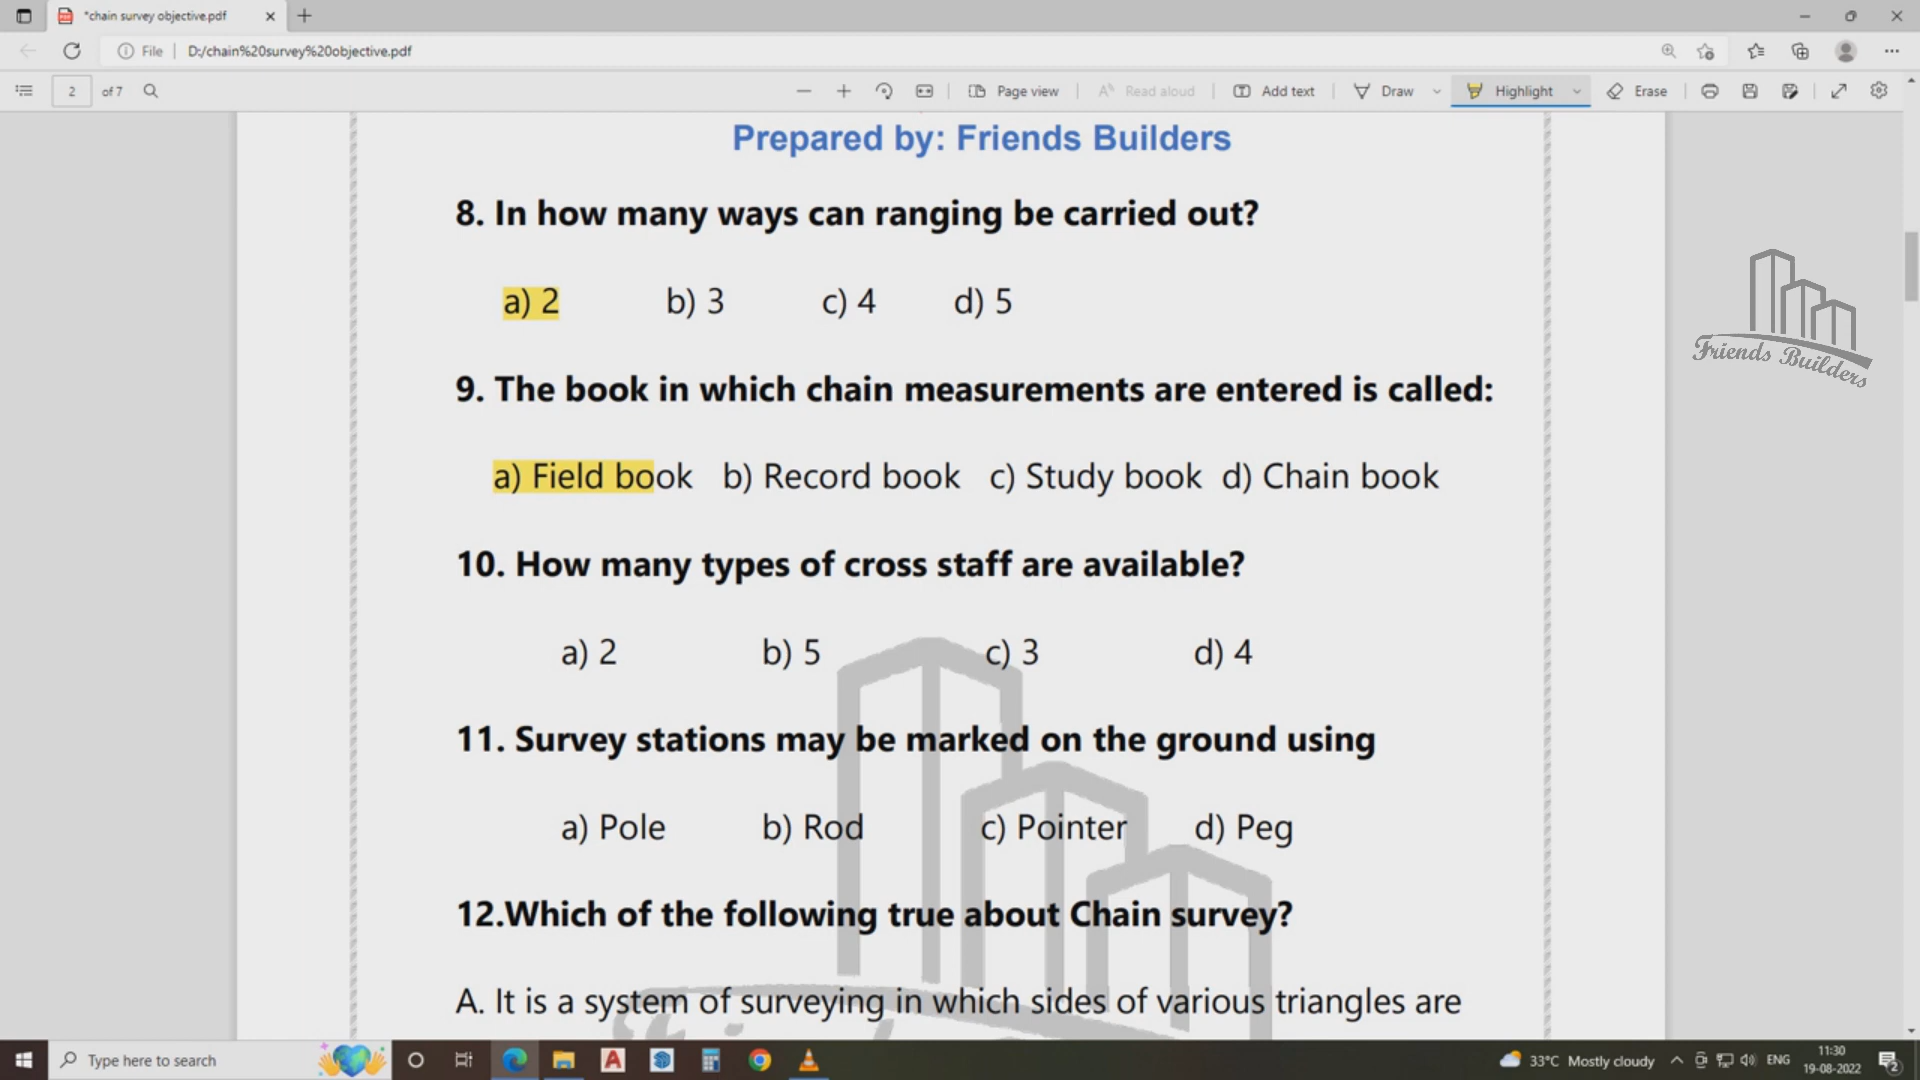 *chain survey objective.pdf
File
D:/chain%20survey%20objective.pdf
2 of 7
Page view
Read aloud
Add text
Draw
Highlight
Erase
Prepared by: Friends Builders
8. In how many ways can ranging be carried out?
a) 2 b) 3 c) 4 d) 5
Friends Builders
9. The book in which chain measurements are entered is called:
a) Field book b) Record book c) Study book d) Chain book
10. How many types of cross staff are available?
a) 2 b) 5 c) 3 d) 4
11. Survey stations may be marked on the ground using
a) Pole b) Rod c) Pointer d) Peg
12.Which of the following true about Chain survey?
A. It is a system of surveying in which sides of various triangles are
Type here to search
33°C Mostly cloudy
ENG
11:30
19-08-2022
2